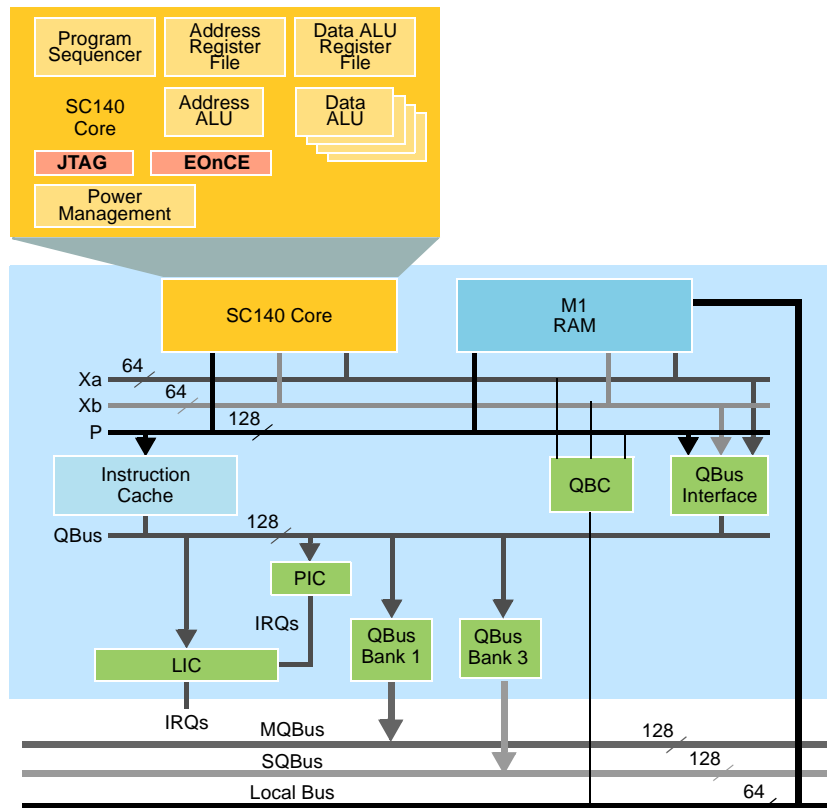 Program
Sequencer
Address
Register
File
Data ALU
Register
File
SC140
Core
Address
ALU
Data
ALU
JTAG
EOnCE
Power
Management
SC140 Core
M1
RAM
Xa
64
Xb
64
P
128
Instruction
Cache
QBC
QBus
Interface
QBus
128
PIC
IRQs
QBus
Bank 1
QBus
Bank 3
LIC
IRQs
MQBus
128
SQBus
128
Local Bus
64